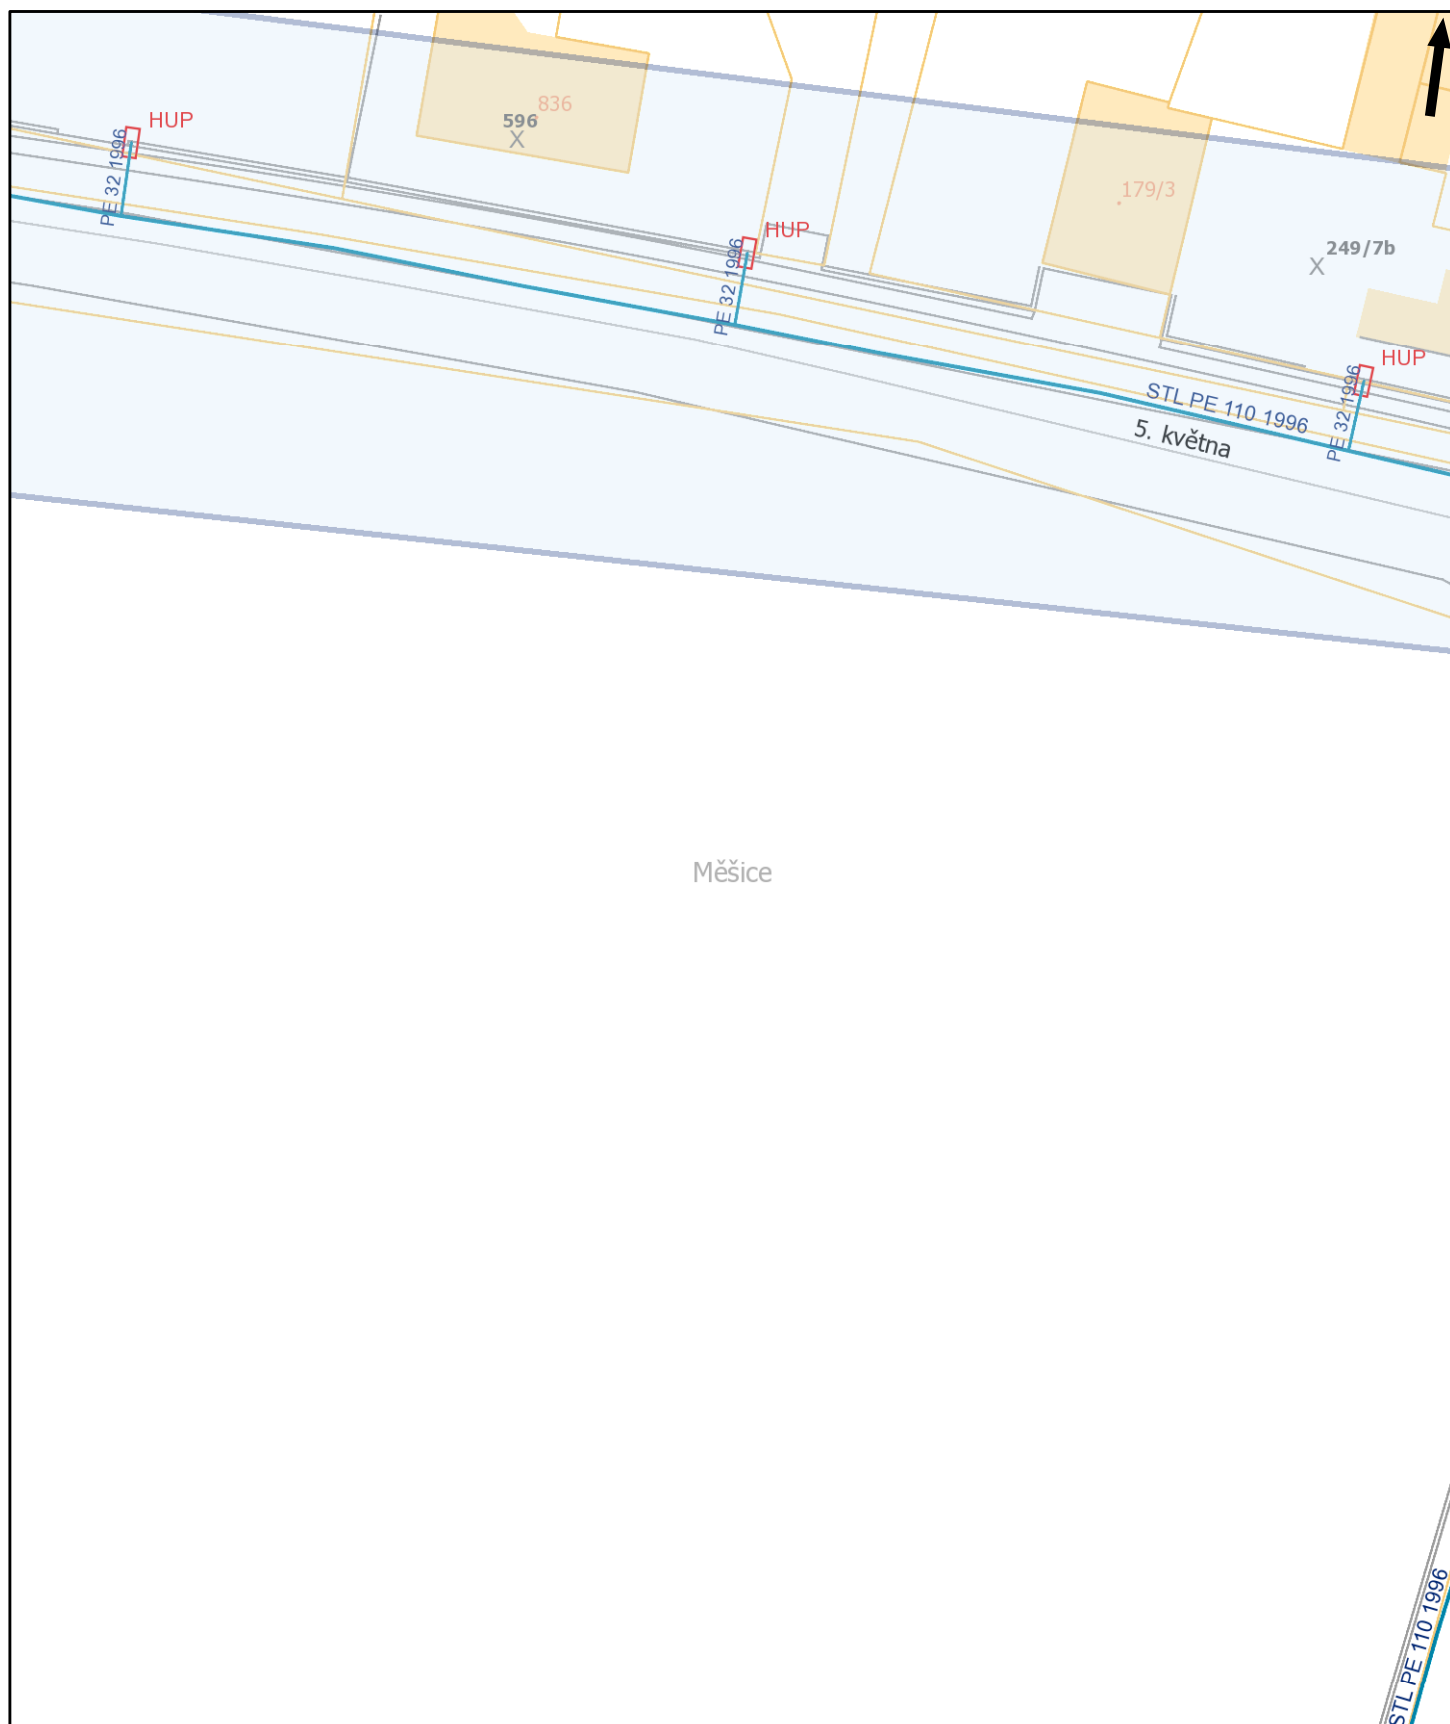 HUP
836
596
PE 32 1996
179/3
HUP
249/7b
PE 32 1996
HUP
PE 32 1996
STL PE 110 1996
5. května
Měšice
STL PE 110 1996